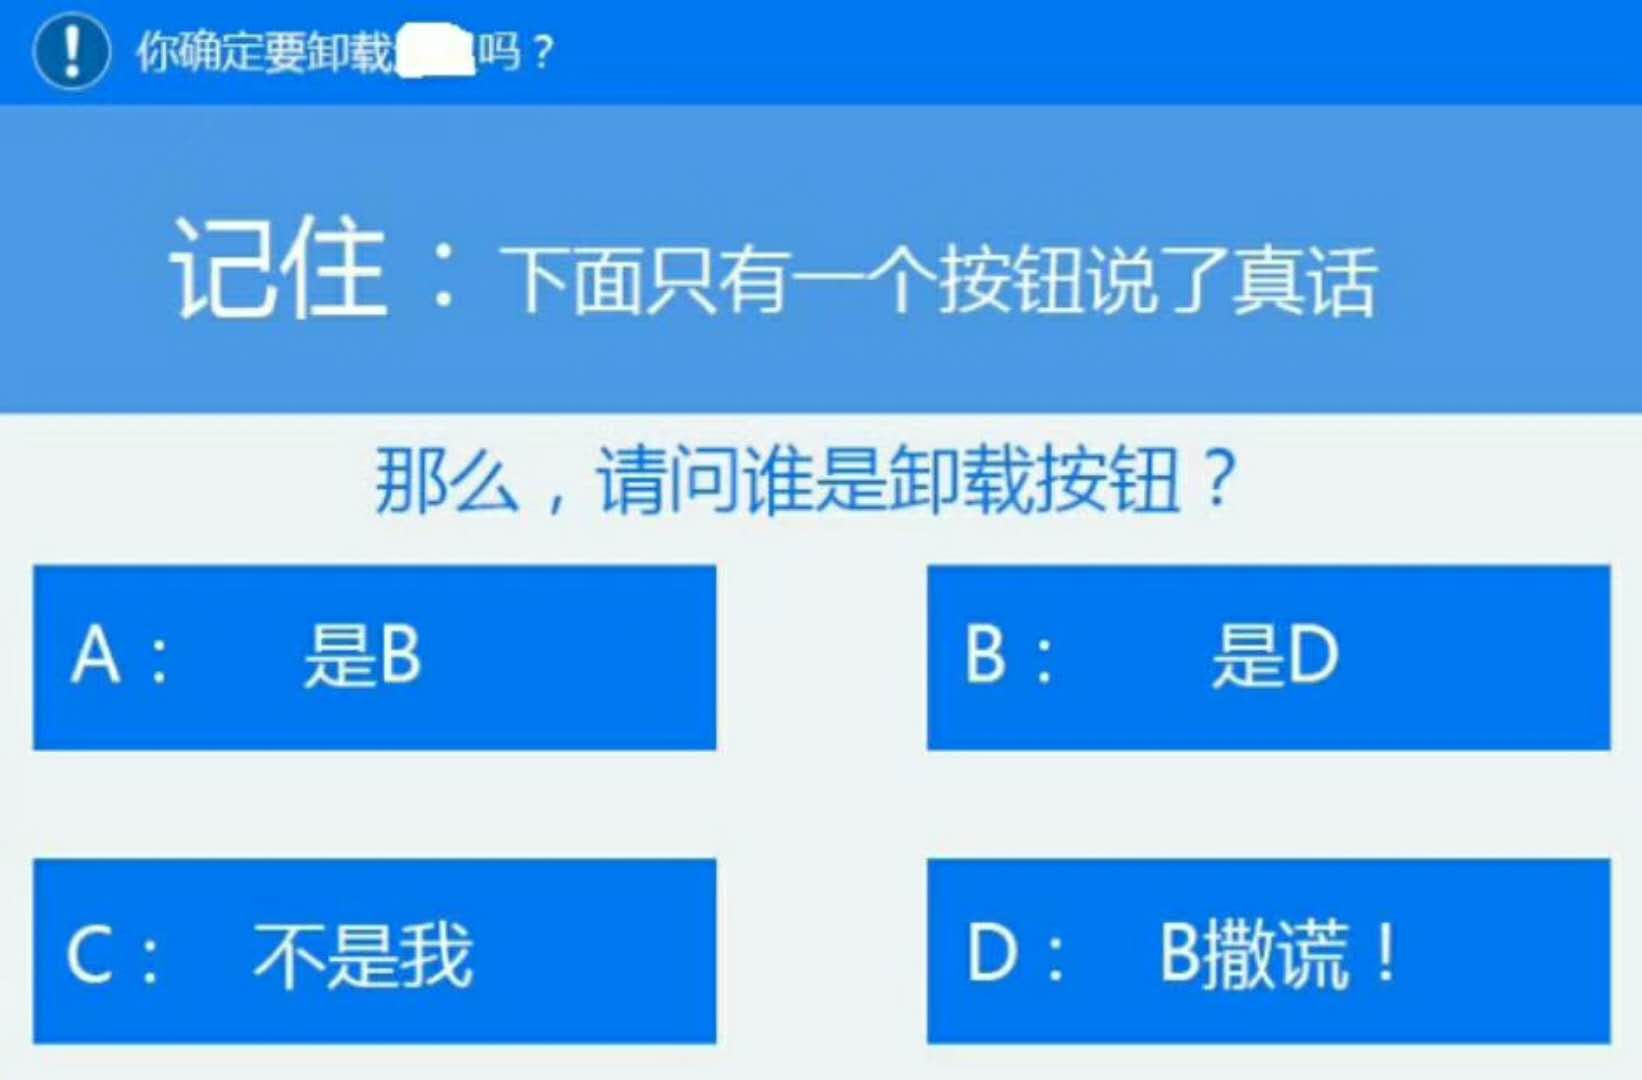 你确定要卸载吗？
记住：下面只有一个按钮说了真话
那么，请问谁是卸载按钮？
A： 是B
B： 是D
C： 不是我
D： B撒谎！